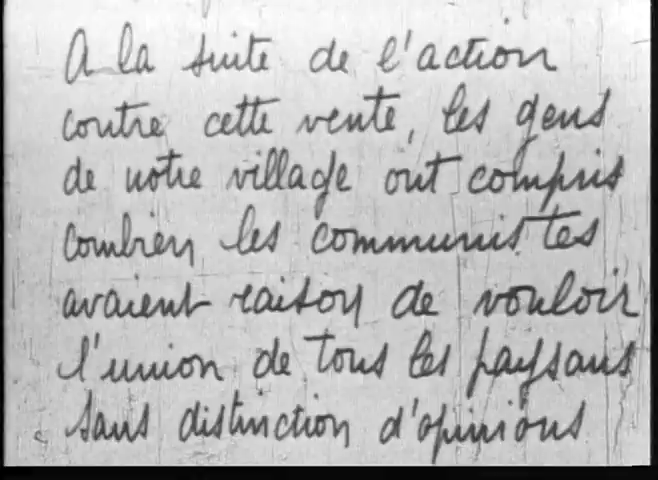 A la suite de l'action
contre cette vente, les gens
de notre village ont compris
combien les communistes
avaient raison de vouloir
l'union de tous les paysans
sans distinction d'opinions